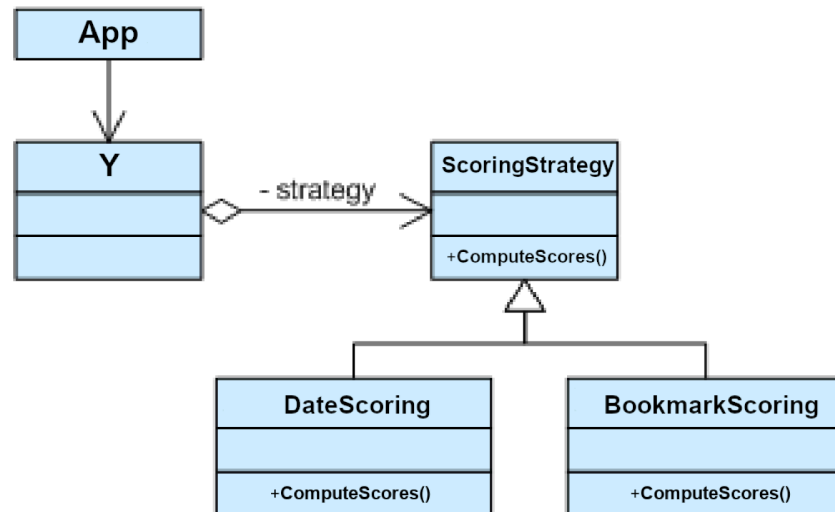 App
Y
- strategy
ScoringStrategy
+ComputeScores()
DateScoring
+ComputeScores()
BookmarkScoring
+ComputeScores()